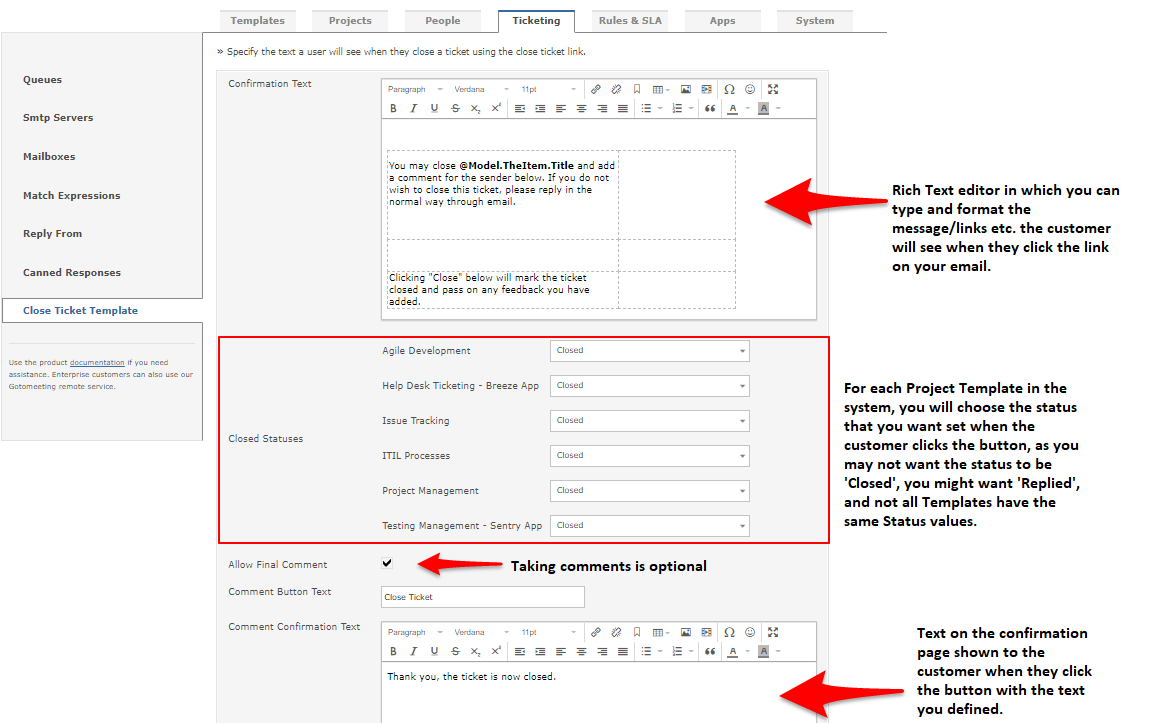 Templates Projects People Ticketing Rules & SLA Apps System
» Specify the text a user will see when they close a ticket using the close ticket link.
Queues
Smtp Servers
Mailboxes
Match Expressions
Reply From
Canned Responses
Close Ticket Template
Use the product documentation if you need
assistance. Enterprise customers can also use our
Gotomeeting remote service.
Confirmation Text
Paragraph Verdana 11pt
You may close @Model.TheItem.Title and add
a comment for the sender below. If you do not
wish to close this ticket, please reply in the
normal way through email.
Clicking "Close" below will mark the ticket
closed and pass on any feedback you have
added.
Rich Text editor in which you can
type and format the
message/links etc. the customer
will see when they click the link
on your email.
Closed Statuses
Agile Development Closed
Help Desk Ticketing - Breeze App Closed
Issue Tracking Closed
ITIL Processes Closed
Project Management Closed
Testing Management - Sentry App Closed
For each Project Template in the
system, you will choose the status
that you want set when the
customer clicks the button, as you
may not want the status to be
'Closed', you might want 'Replied',
and not all Templates have the
same Status values.
Allow Final Comment
Taking comments is optional
Comment Button Text Close Ticket
Comment Confirmation Text
Paragraph Verdana 11pt
Thank you, the ticket is now closed.
Text on the confirmation
page shown to the
customer when they click
the button with the text
you defined.